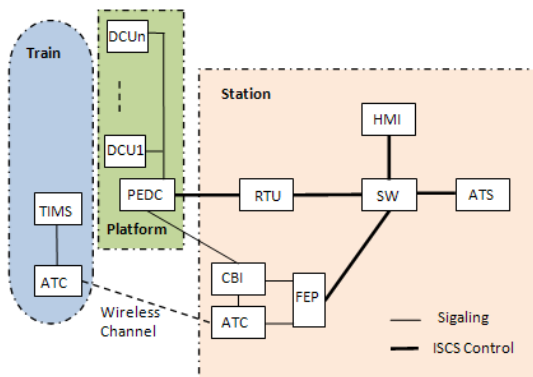 DCUn
Train
Station
HMI
DCU1
TIMS
PEDC
RTU
SW
ATS
Platform
CBI
ATC
FEP
Wireless
Channel
ATC
Sigaling
ISCS Control